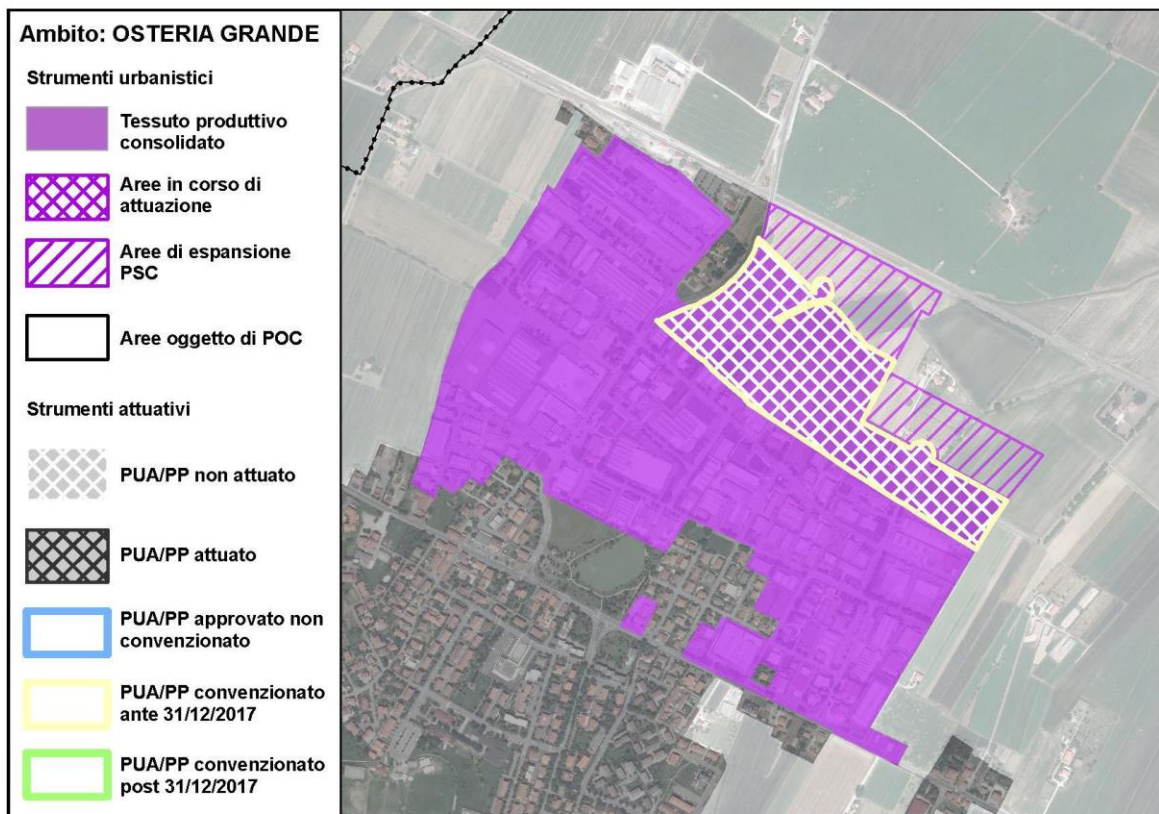 Ambito: OSTERIA GRANDE
Strumenti urbanistici
Tessuto produttivo
consolidato
Aree in corso di
attuazione
Aree di espansione
PSC
Aree oggetto di POC
Strumenti attuativi
PUA/PP non attuato
PUA/PP attuato
PUA/PP approvato non
convenzionato
PUA/PP convenzionato
ante 31/12/2017
PUA/PP convenzionato
post 31/12/2017